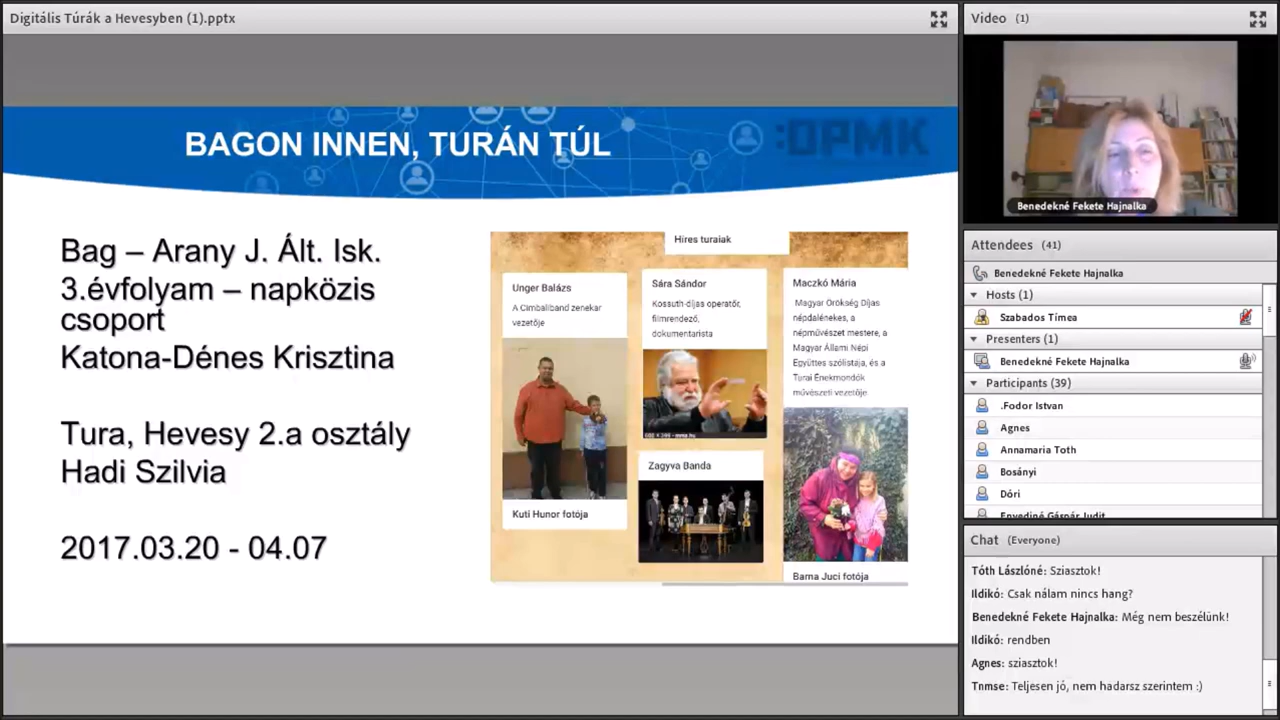 Digitális Túrák a Hevesyben (1).pptx
BAGON INNEN, TURÁN TÚL
:OPMK
Bag – Arany J. Ált. Isk.
3.évfolyam – napközis
csoport
Katona-Dénes Krisztina
Tura, Hevesy 2.a osztály
Hadi Szilvia
2017.03.20 - 04.07
Híres turaiak
Unger Balázs
A Cimbaliband zenekar
vezetője
Kuti Hunor fotója
Sára Sándor
Kossuth-díjas operatőr,
filmrendező,
dokumentarista
Zagyva Banda
Maczkó Mária
Magyar Örökség Díjas
népdalénekes, a
népművészet mestere, a
Magyar Állami Népi
Együttes szólistája, és a
Turai Énekmondók
művészeti vezetője
Barna Juci fotója
Video (1)
Benedekné Fekete Hajnalka
Attendees (41)
Benedekné Fekete Hajnalka
Hosts (1)
Szabados Tímea
Presenters (1)
Benedekné Fekete Hajnalka
Participants (39)
.Fodor Istvan
Agnes
Annamaria Toth
Bosányi
Dóri
Enyediné Gáspár Judit
Chat (Everyone)
Tóth Lászlóné: Sziasztok!
Ildikó: Csak nálam nincs hang?
Benedekné Fekete Hajnalka: Még nem beszélünk!
Ildikó: rendben
Agnes: sziasztok!
Tnmse: Teljesen jó, nem hadarsz szerintem :)